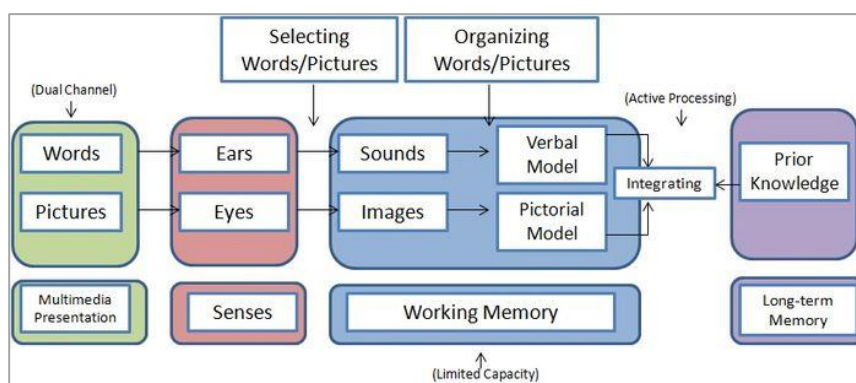 Selecting
Words/Pictures
Organizing
Words/Pictures
(Dual Channel)
(Active Processing)
Words
Ears
Sounds
Verbal
Model
Prior
Knowledge
Integrating
Pictures
Eyes
Images
Pictorial
Model
Multimedia
Presentation
Senses
Working Memory
Long-term
Memory
(Limited Capacity)